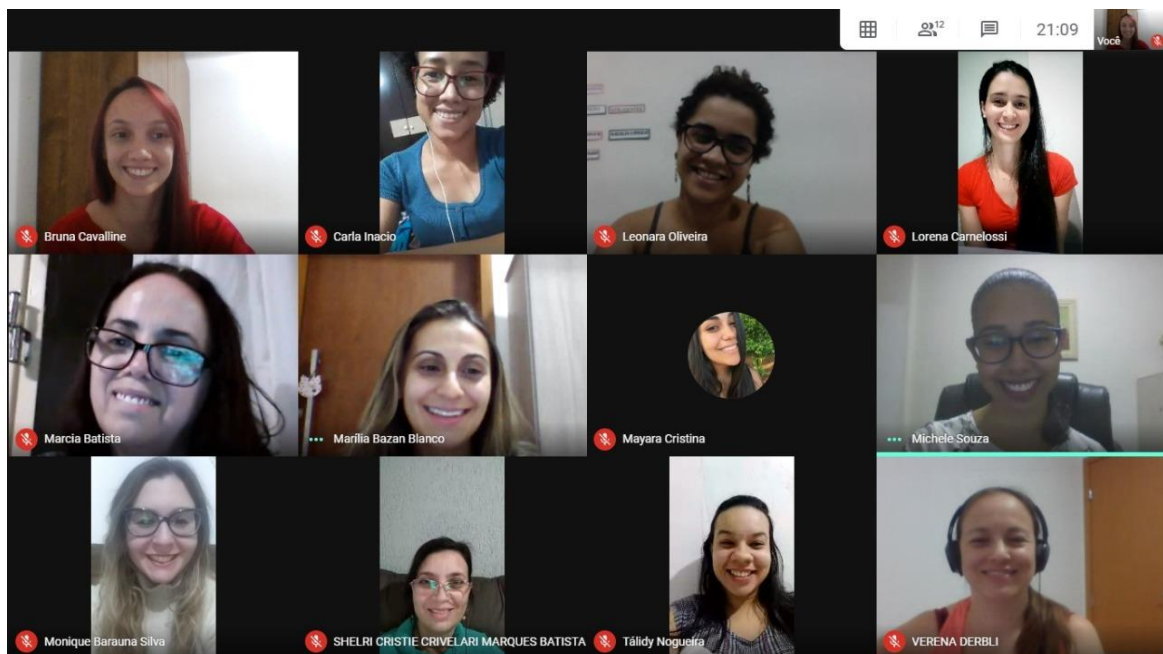 12
21:09
Você
Bruna Cavalline
Carla Inacio
Leonara Oliveira
Lorena Carnelossi
Marcia Batista
Marília Bazan Blanco
Mayara Cristina
Michele Souza
Monique Barauna Silva
SHELRI CRISTIE CRIVELARI MARQUES BATISTA
Tálidy Nogueira
VERENA DERBLI